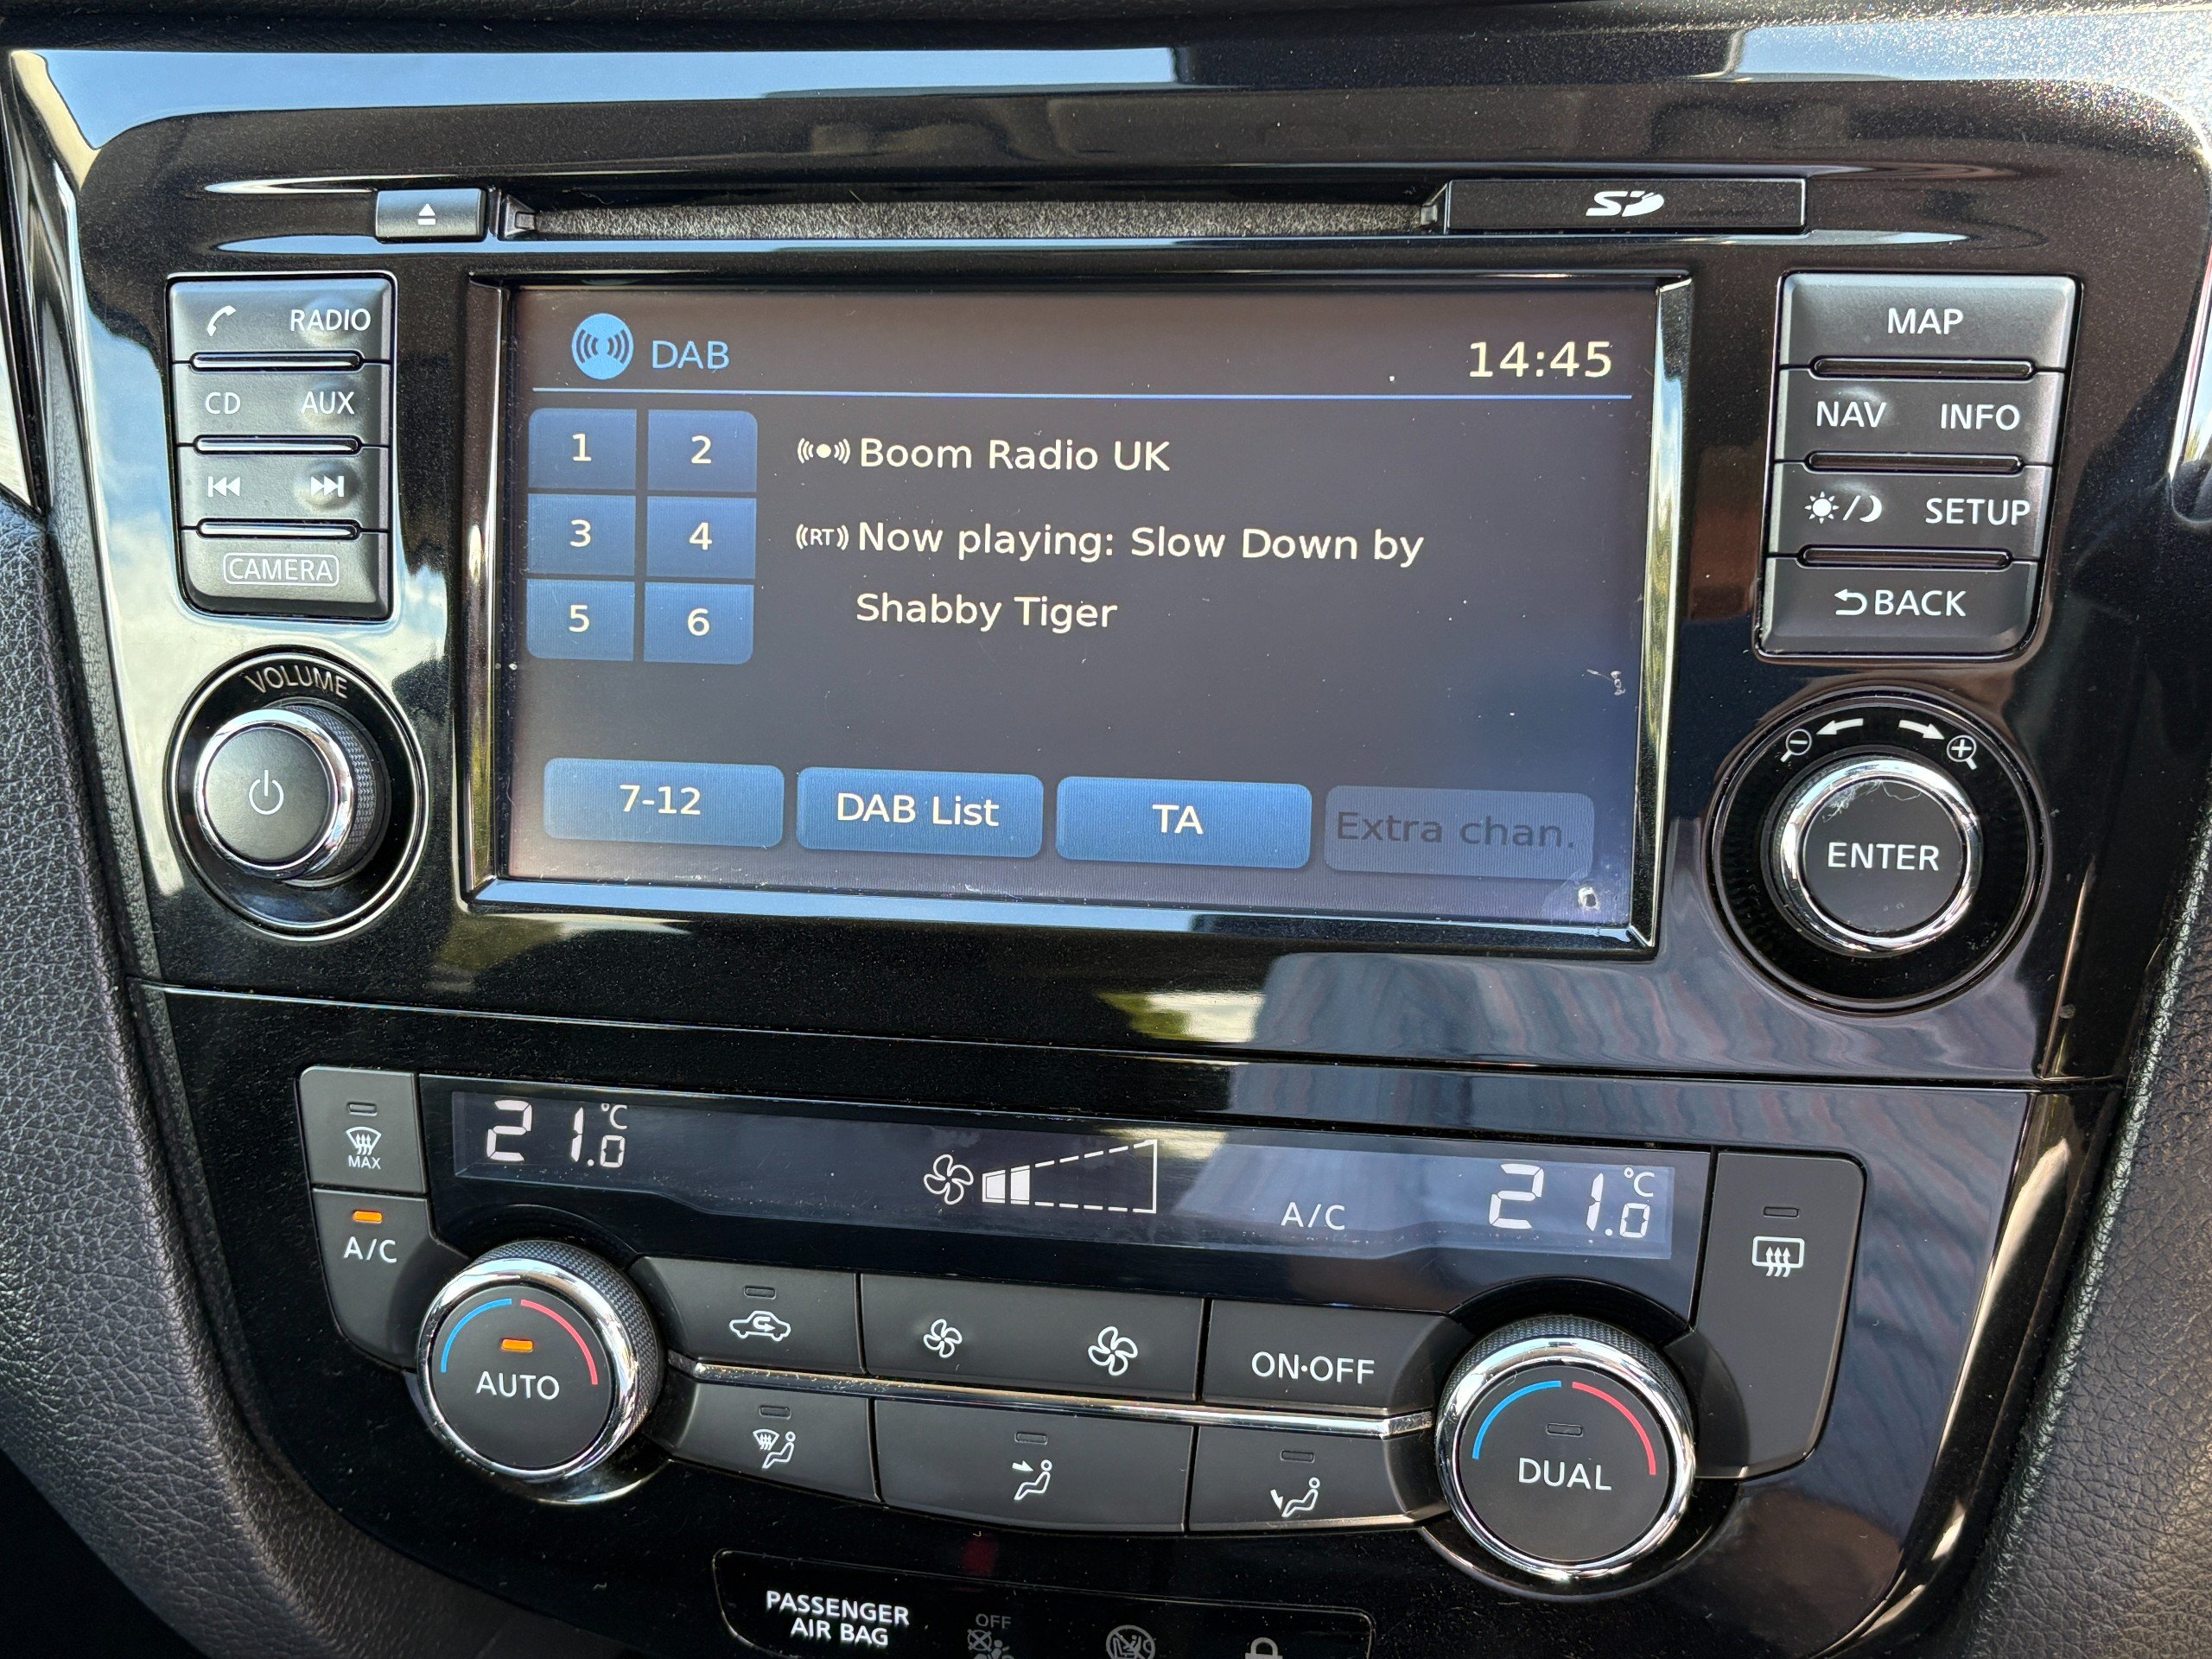 SD
RADIO
CD AUX
CAMERA
VOLUME
DAB
14:45
1 2
3 4
5 6
Boom Radio UK
(RT) Now playing: Slow Down by
Shabby Tiger
7-12 DAB List TA Extra chan.
MAP
NAV INFO
SETUP
BACK
ENTER
MAX
A/C
21.0 °C
A/C
21.0 °C
AUTO
ON·OFF
DUAL
PASSENGER
AIR BAG
OFF